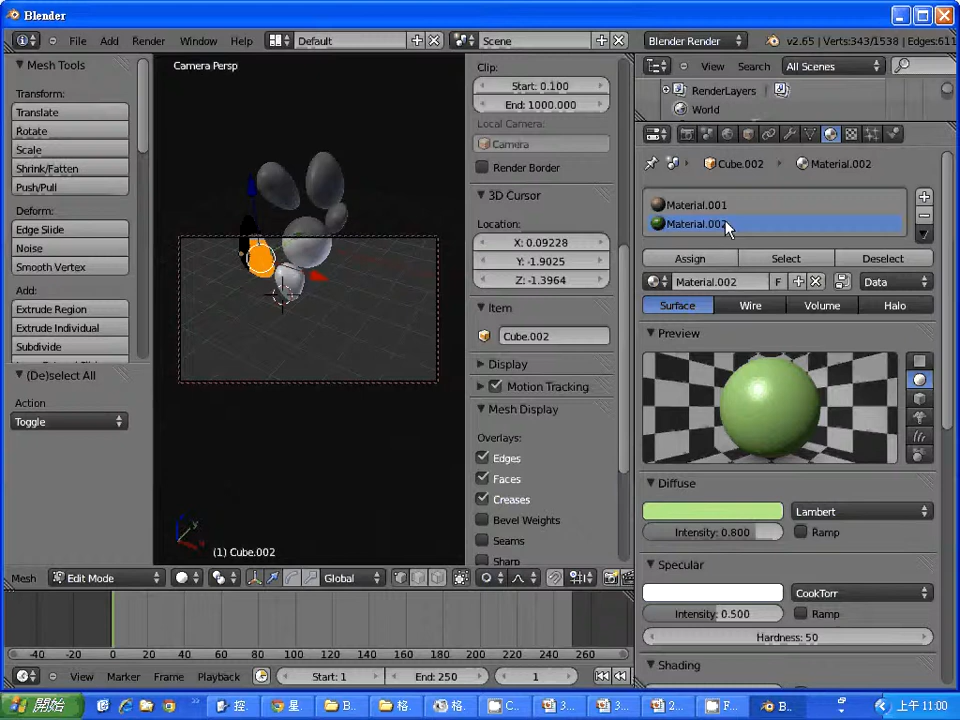 Blender
File Add Render Window Help Default Scene Blender Render v2.65 | Verts:343/1538 | Edges:611
Mesh Tools
Transform:
Translate
Rotate
Scale
Shrink/Fatten
Push/Pull
Deform:
Edge Slide
Noise
Smooth Vertex
Add:
Extrude Region
Extrude Individual
Subdivide
(De)select All
Action
Toggle
Camera Persp
(1) Cube.002
Clip:
Start: 0.100
End: 1000.000
Local Camera:
Camera
Render Border
3D Cursor
Location:
X: 0.09228
Y: -1.9025
Z: -1.3964
Item
Cube.002
Display
Motion Tracking
Mesh Display
Overlays:
Edges
Faces
Creases
Bevel Weights
Seams
Sharp
View Search All Scenes
RenderLayers
World
Cube.002 Material.002
Material.001
Material.002
Assign Select Deselect
Material.002 F Data
Surface Wire Volume Halo
Preview
Diffuse
Lambert
Intensity: 0.800 Ramp
Specular
CookTorr
Intensity: 0.500 Ramp
Hardness: 50
Shading
Mesh Edit Mode Global
-40 -20 0 20 40 60 80 100 120 140 160 180 200 220 240 260
View Marker Frame Playback Start: 1 End: 250 1
開始 控. 星 B.. 格. 格. C.. 3.. 3.. 2.. F.. B.. 上午 11:00